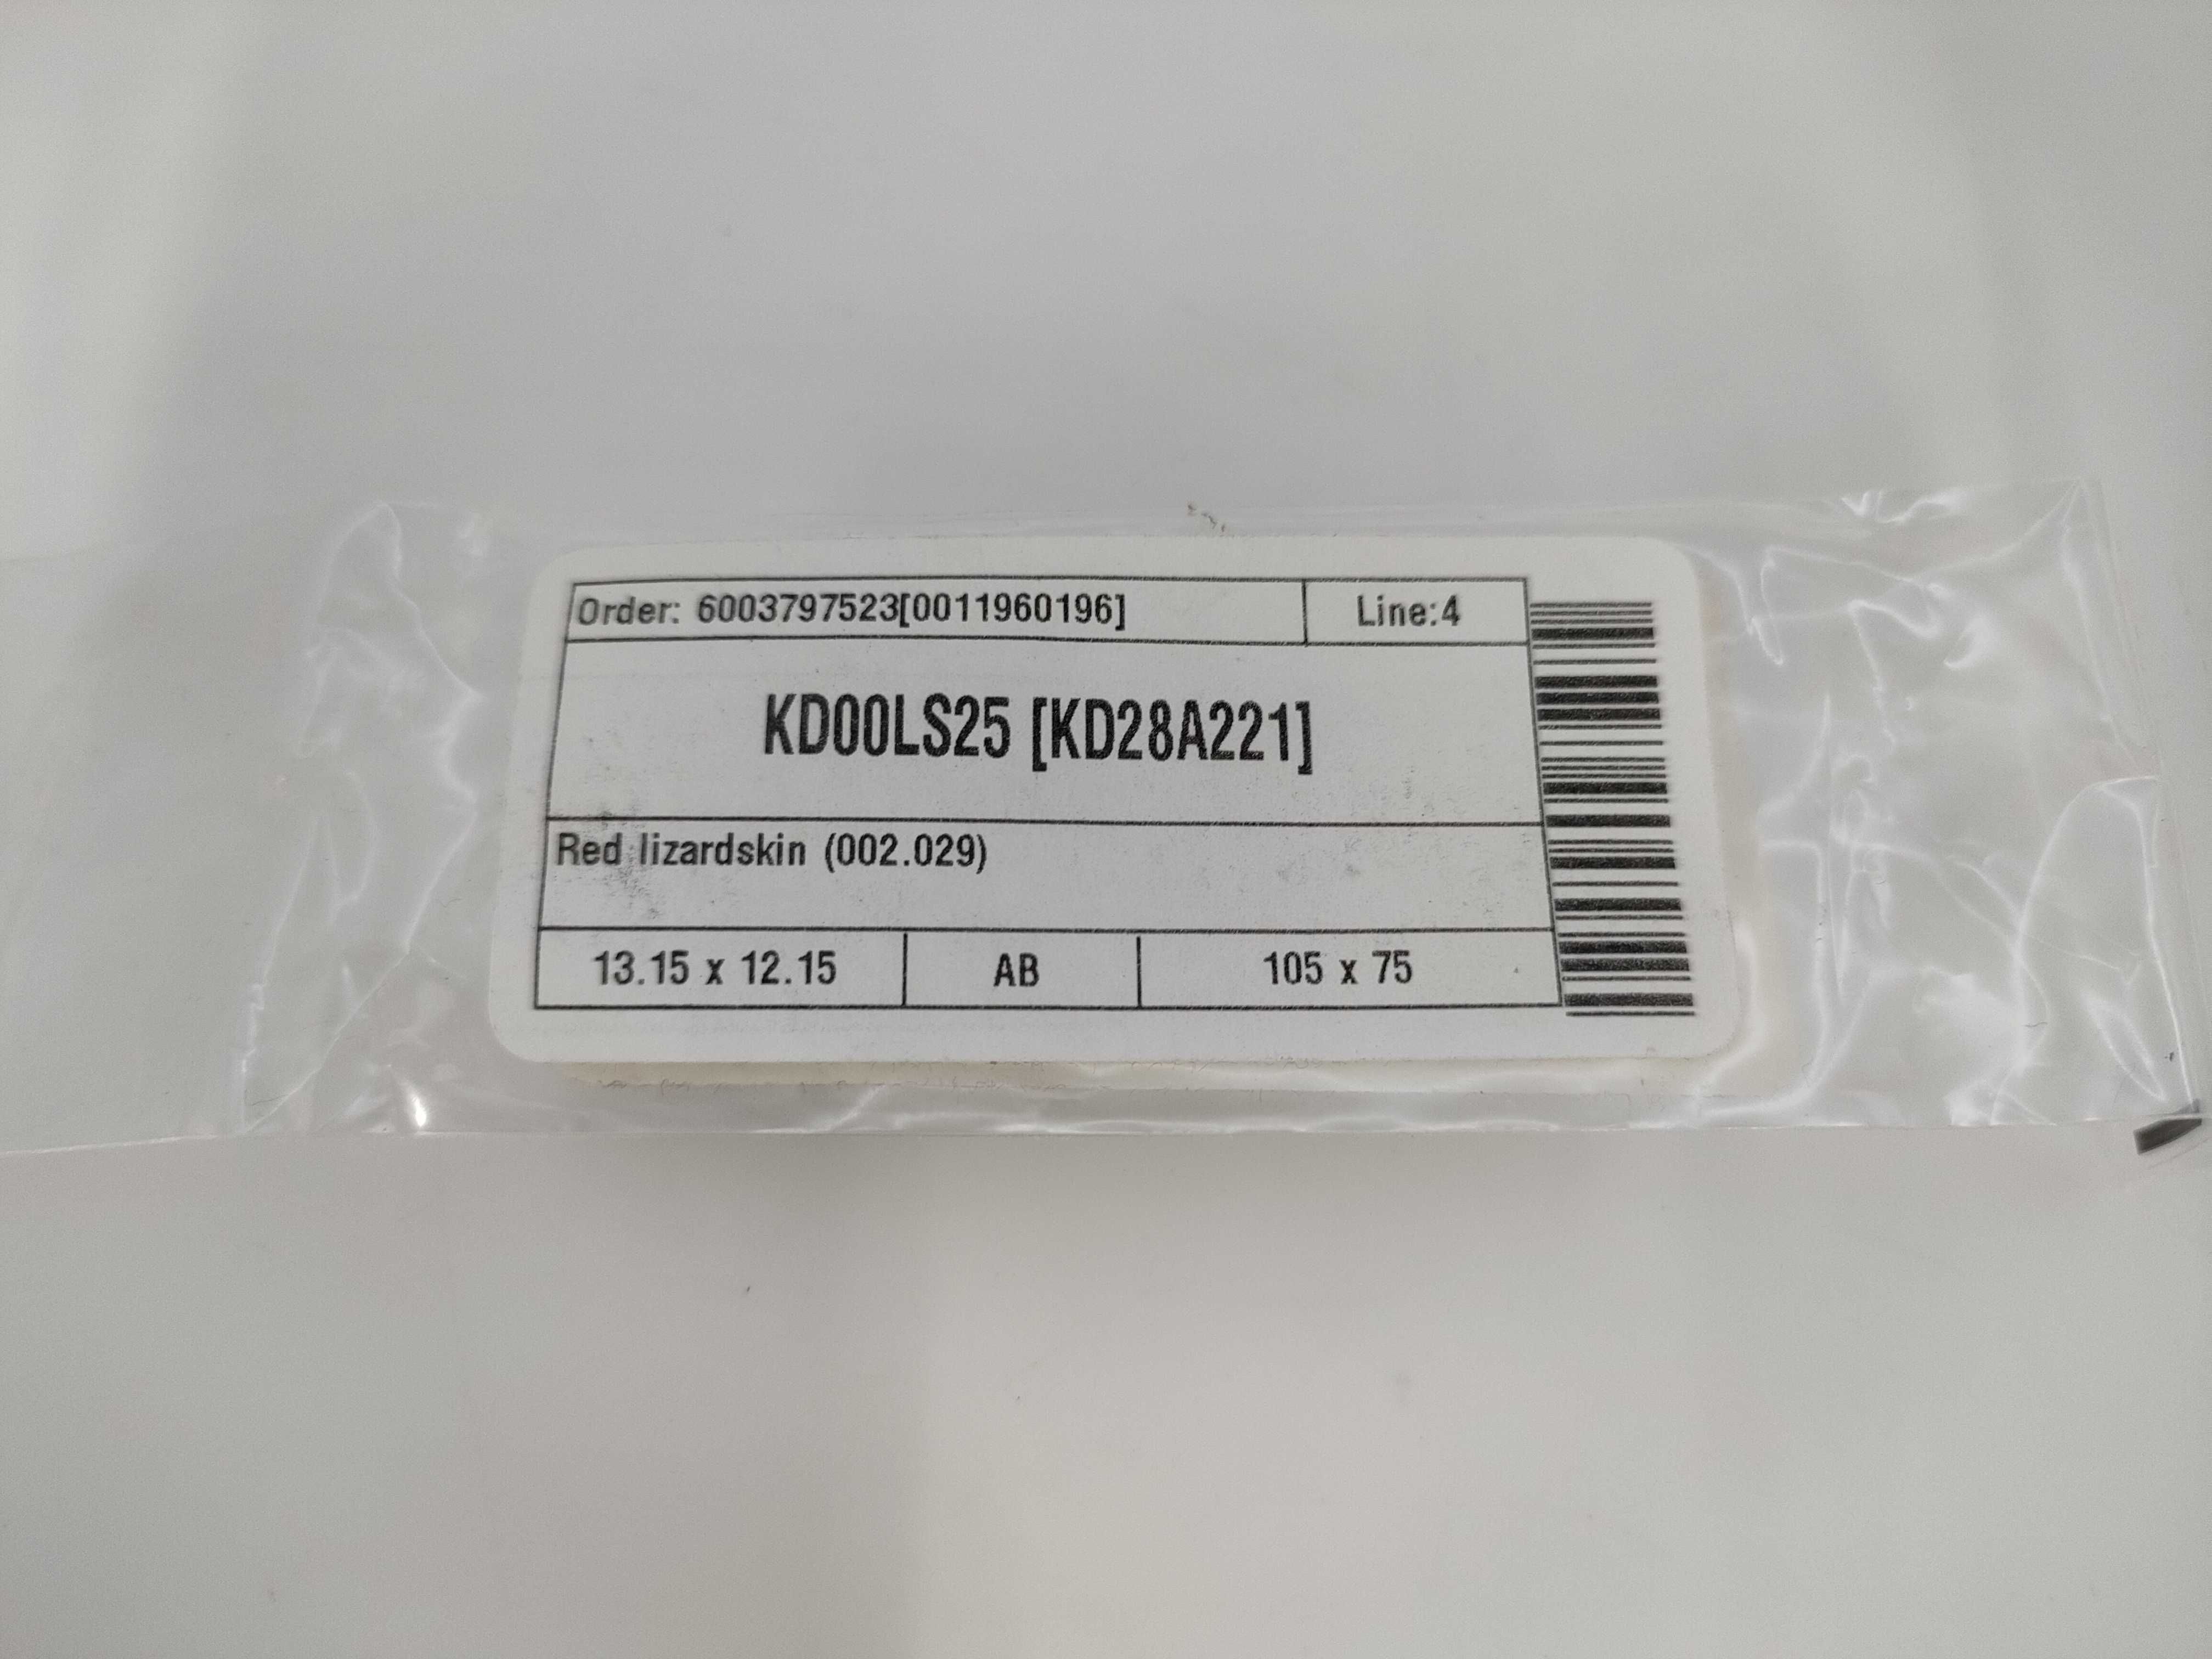 Order: 6003797523[0011960196]
Line:4
KD00LS25 [KD28A221]
Red lizardskin (002.029)
13.15 x 12.15
AB
105 x 75